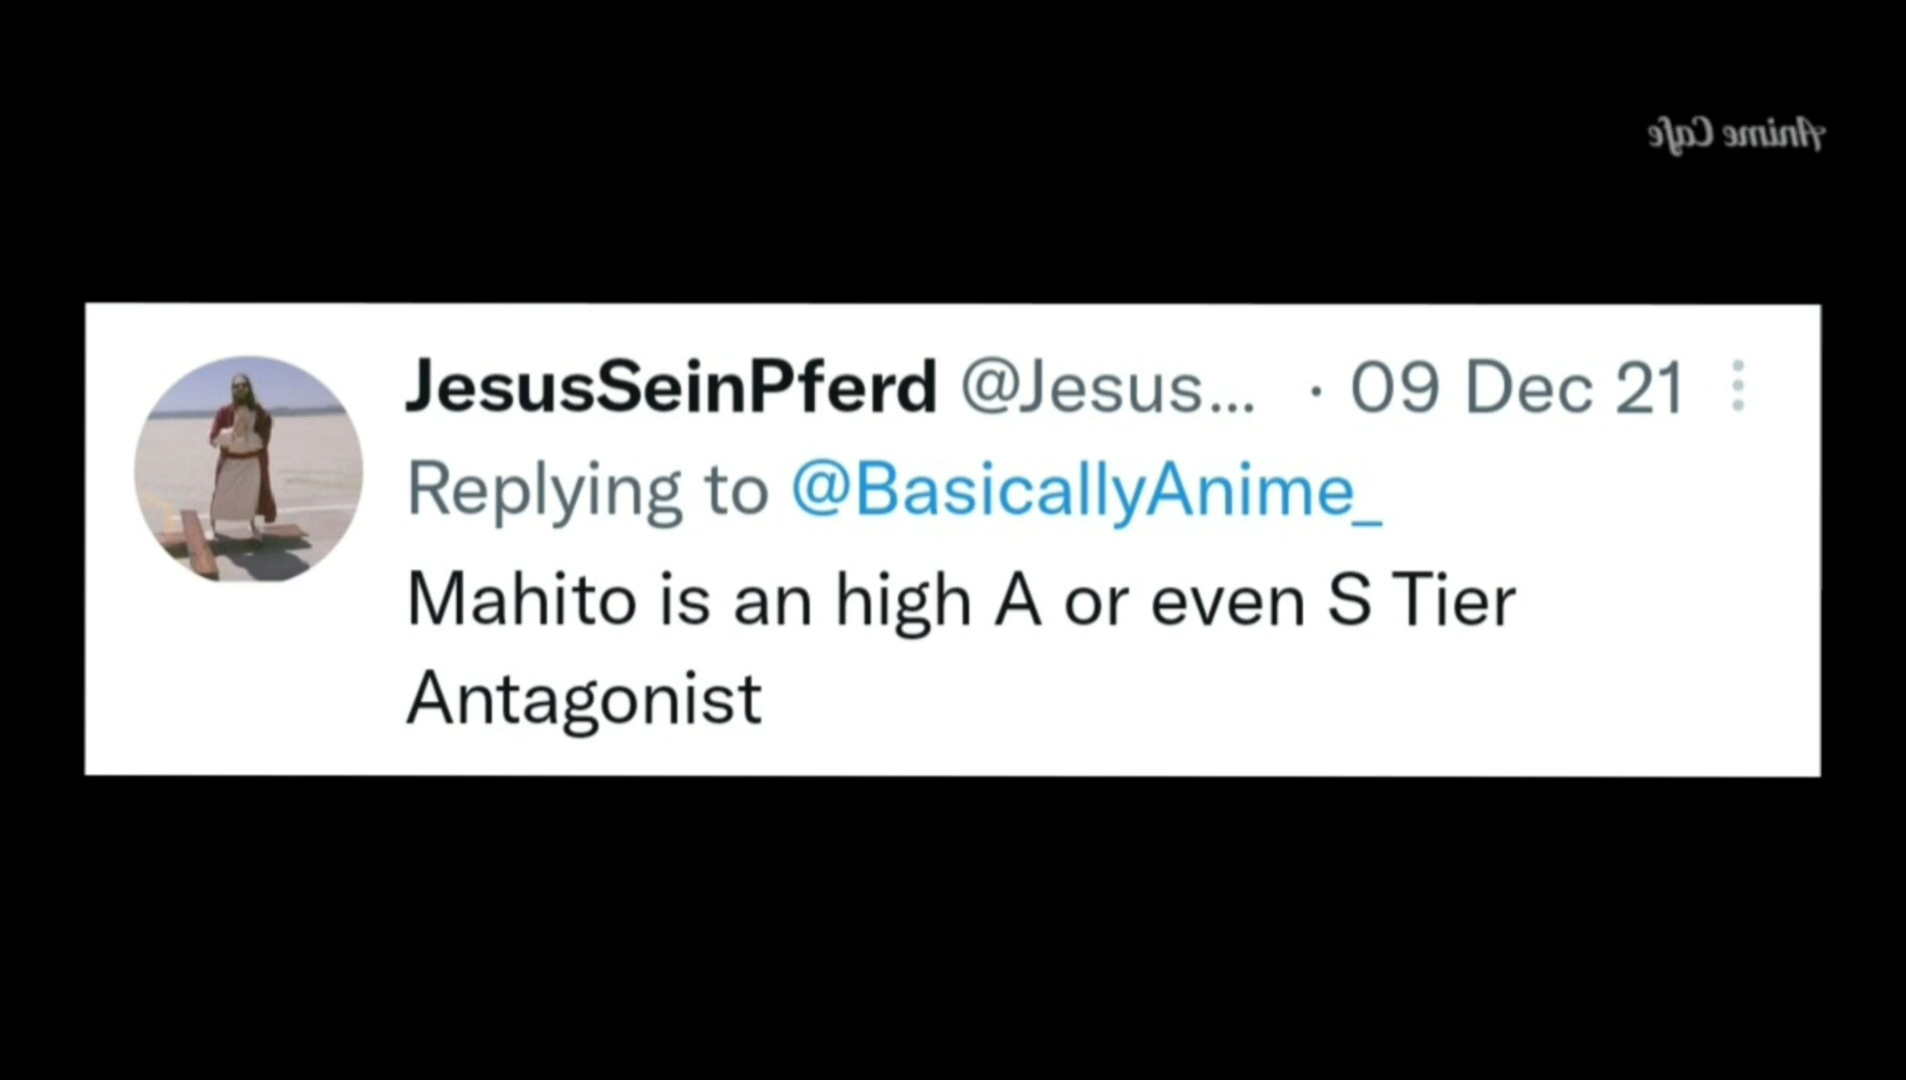 Anime Cafe
JesusSeinPferd @Jesus... · 09 Dec 21
Replying to @BasicallyAnime_
Mahito is an high A or even S Tier
Antagonist